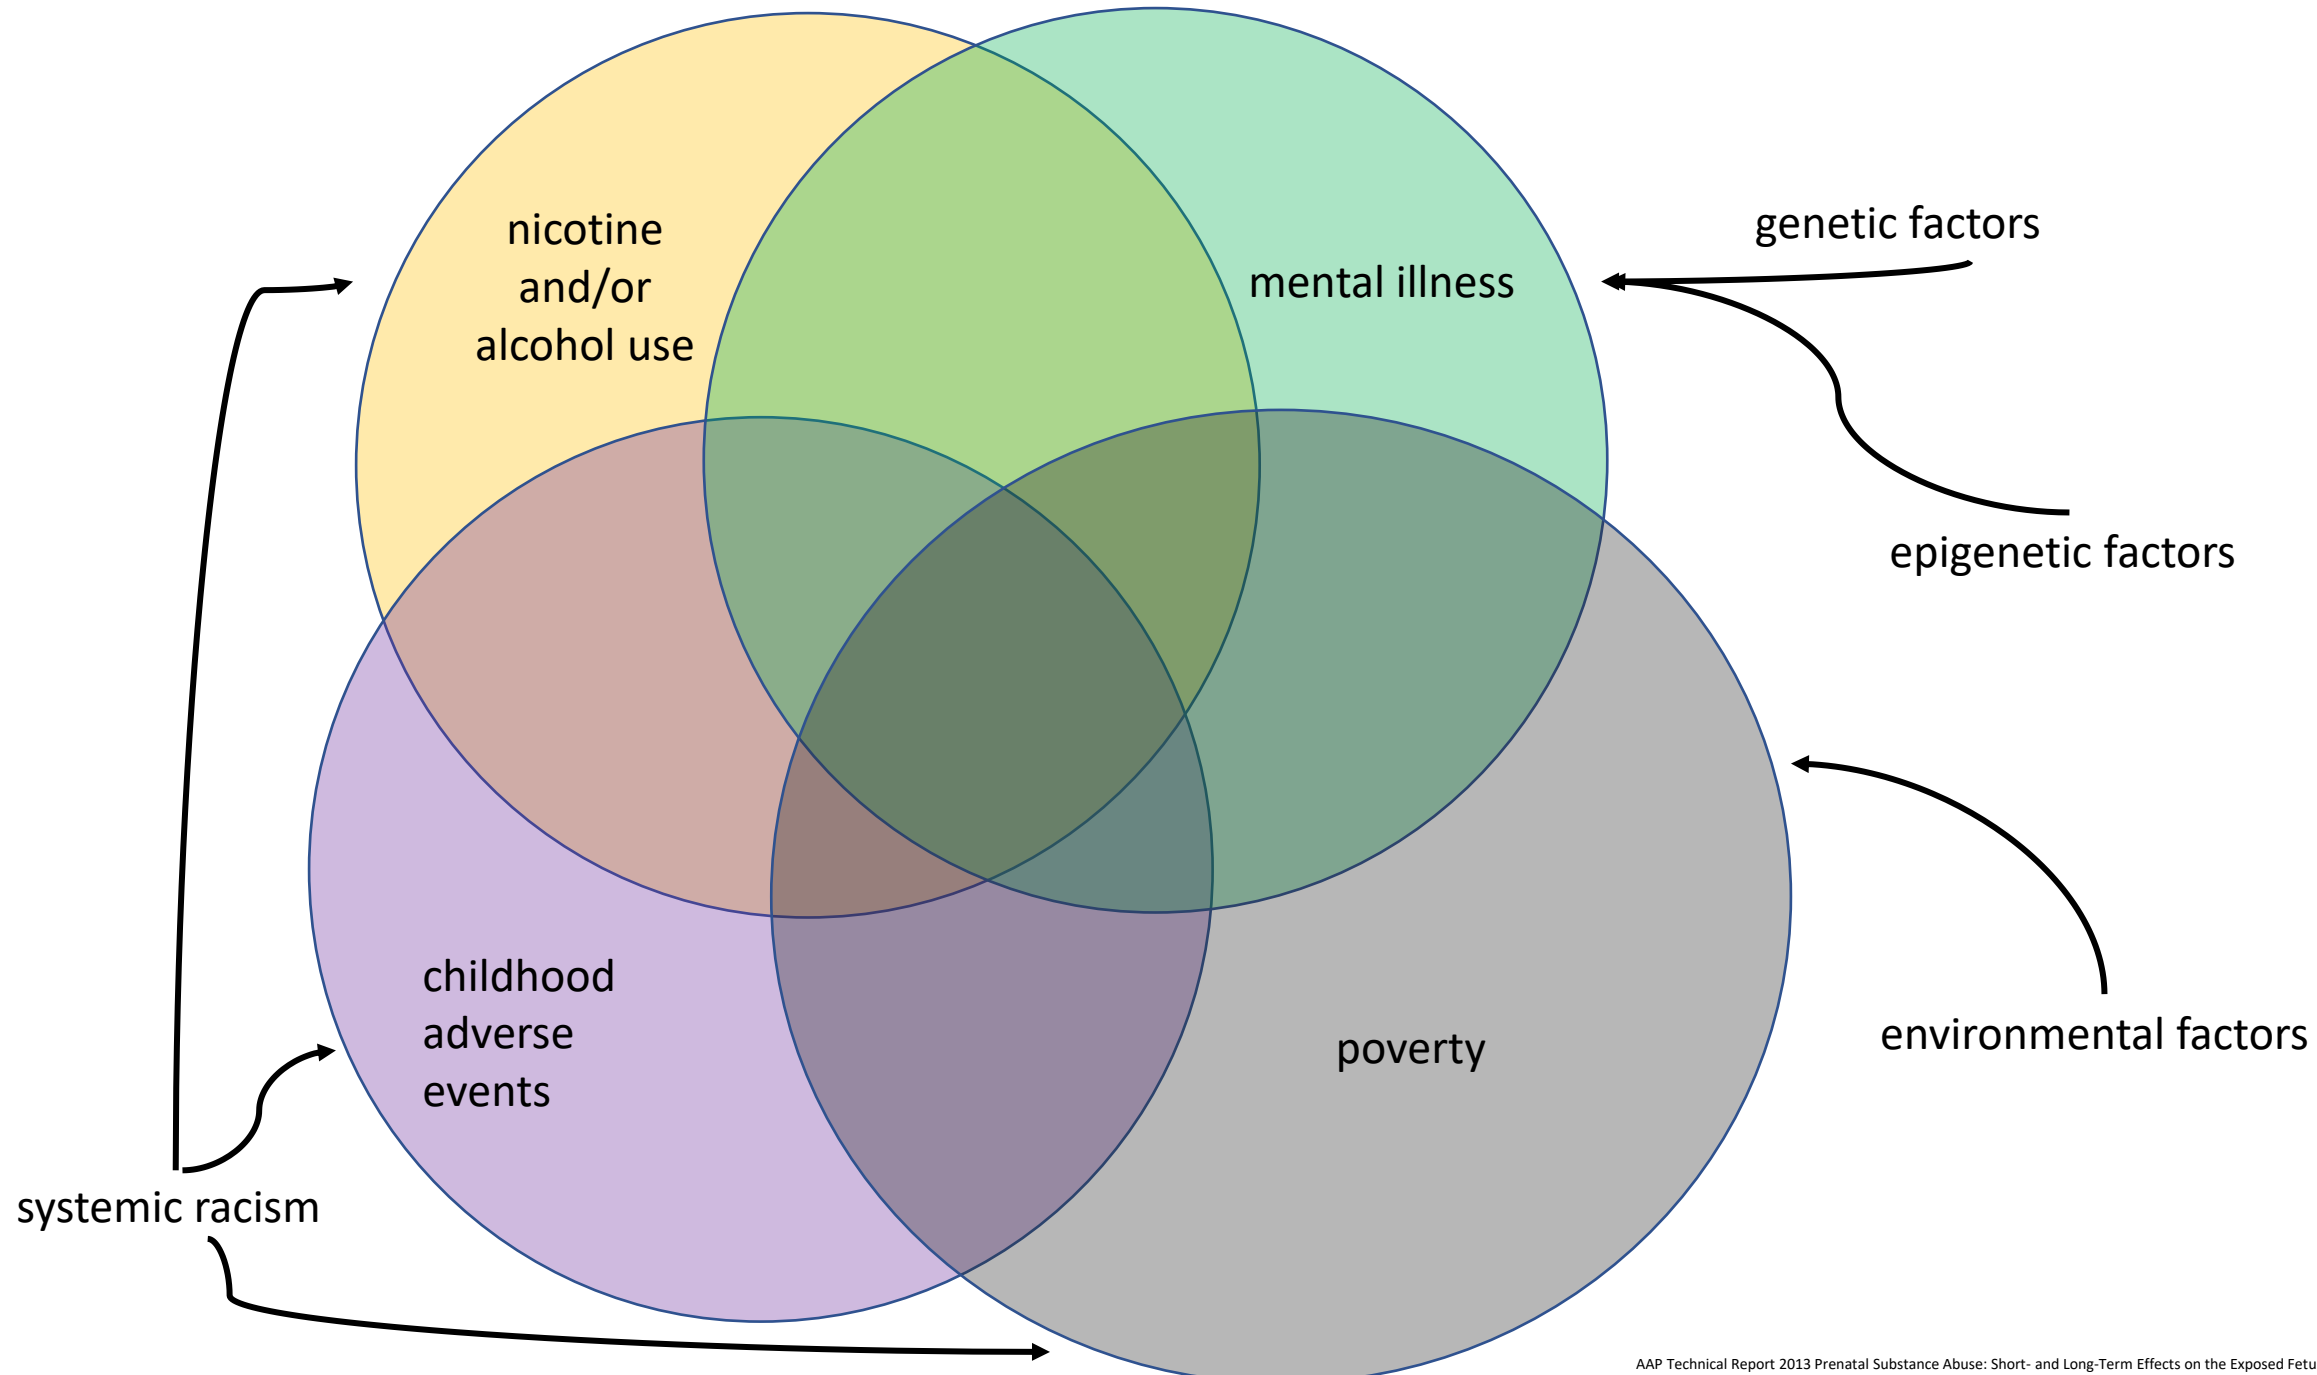 nicotine
and/or
alcohol use
mental illness
genetic factors
epigenetic factors
childhood
adverse
events
poverty
environmental factors
systemic racism
AAP Technical Report 2013 Prenatal Substance Abuse: Short- and Long-Term Effects on the Exposed Fetu